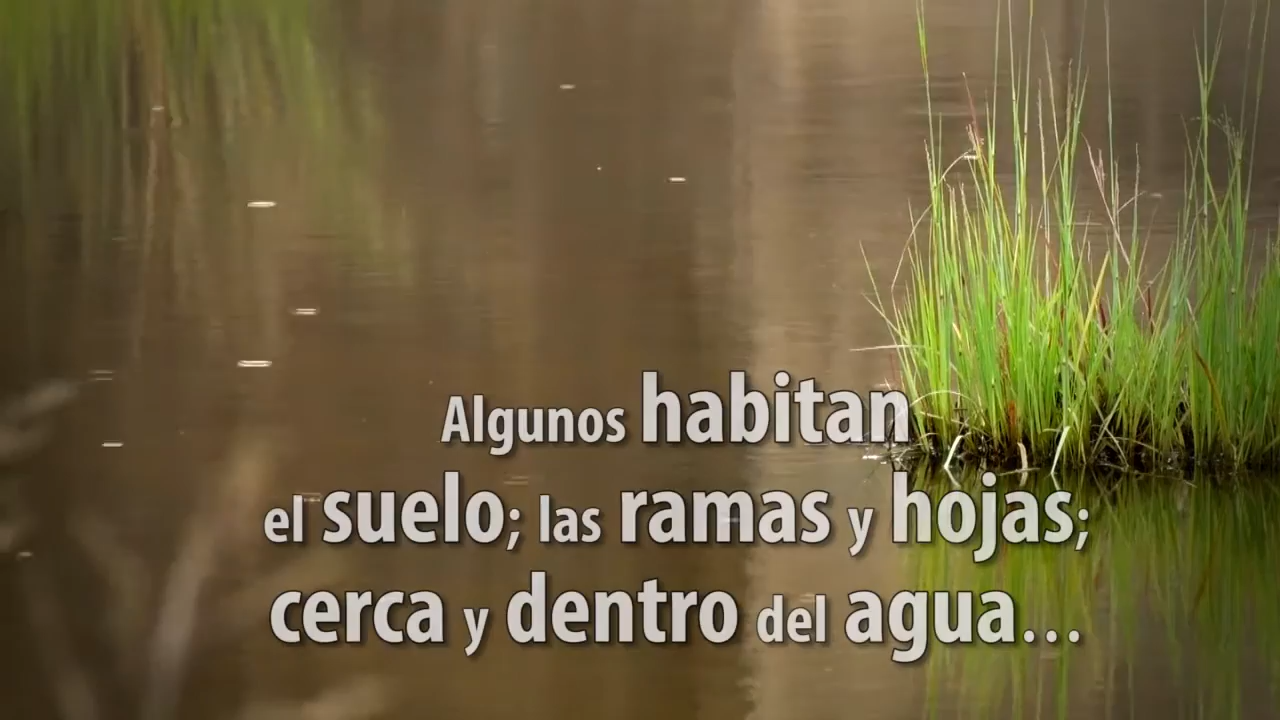 Algunos habitan
el suelo; las ramas y hojas;
cerca y dentro del agua...